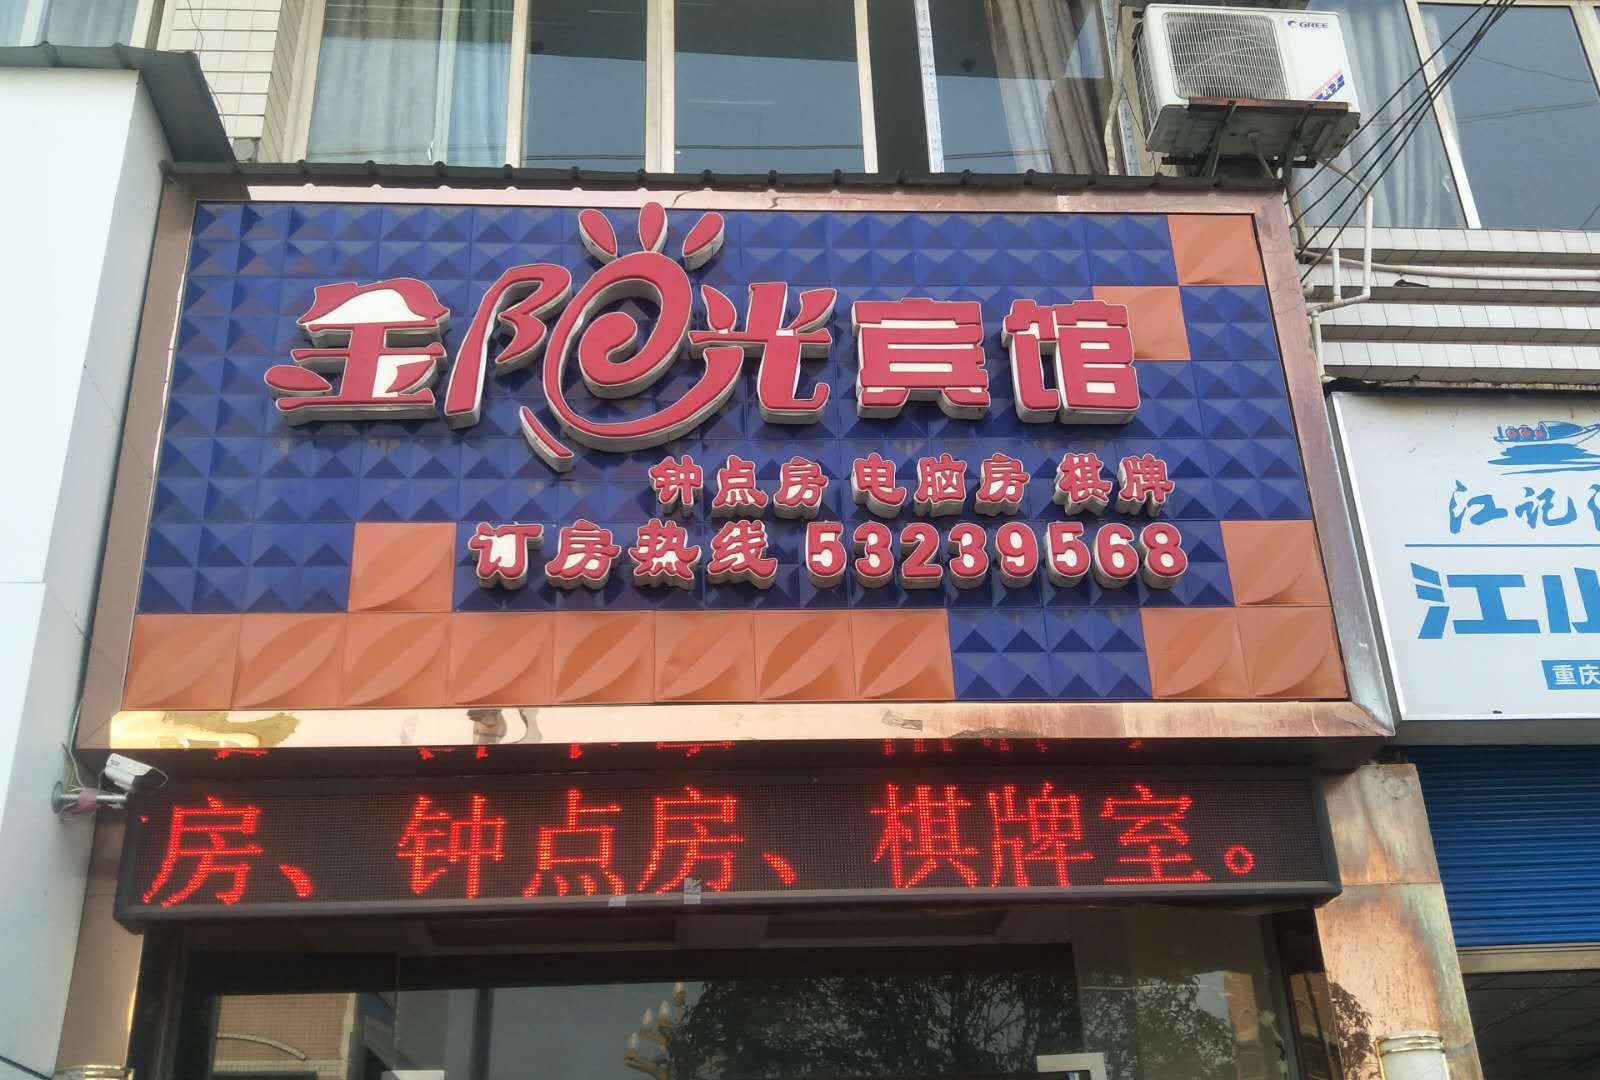 GREE
金阳光宾馆
钟点房 电脑房 棋牌
订房热线 53239568
房、钟点房、棋牌室。
江记
江小
重庆